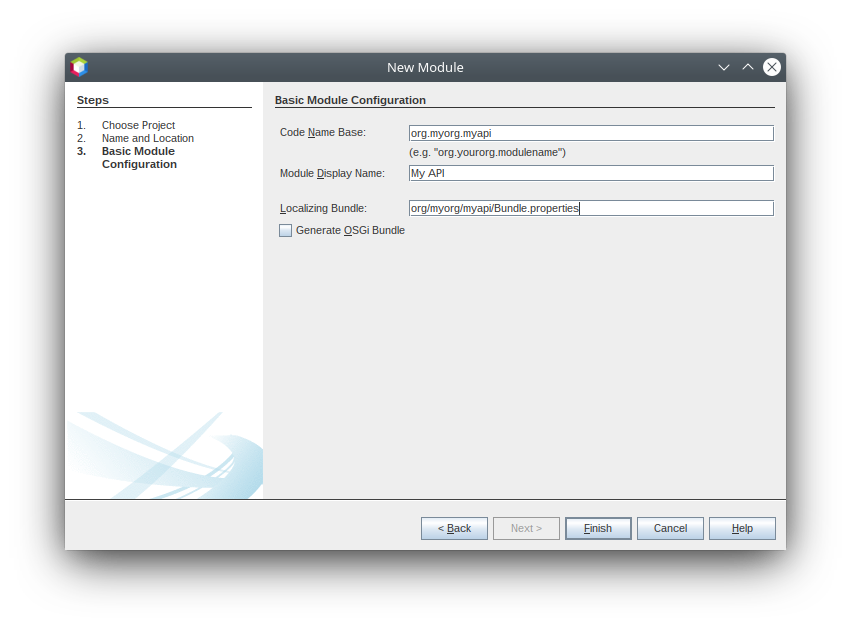 New Module
Steps
1. Choose Project
2. Name and Location
3. Basic Module
Configuration
Basic Module Configuration
Code Name Base: org.myorg.myapi
(e.g. "org.yourorg.modulename")
Module Display Name: My API
Localizing Bundle: org/myorg/myapi/Bundle.properties
Generate OSGi Bundle
< Back Next > Finish Cancel Help